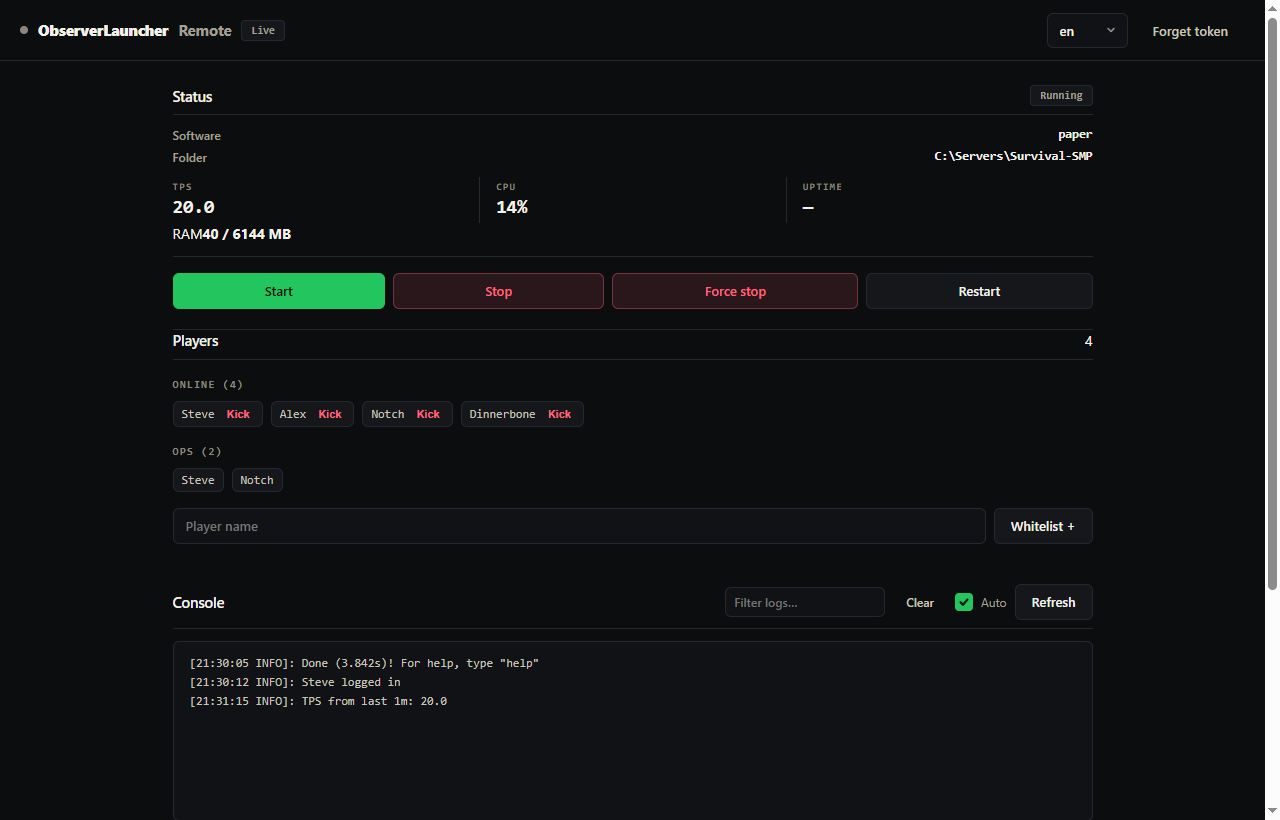 ObserverLauncher Remote Live en Forget token
Status Running
Software paper
Folder C:\Servers\Survival-SMP
TPS CPU UPTIME
20.0 14% —
RAM40 / 6144 MB
Start Stop Force stop Restart
Players 4
ONLINE (4)
Steve Kick Alex Kick Notch Kick Dinnerbone Kick
OPS (2)
Steve Notch
Player name Whitelist +
Console Filter logs... Clear Auto Refresh
[21:30:05 INFO]: Done (3.842s)! For help, type "help"
[21:30:12 INFO]: Steve logged in
[21:31:15 INFO]: TPS from last 1m: 20.0